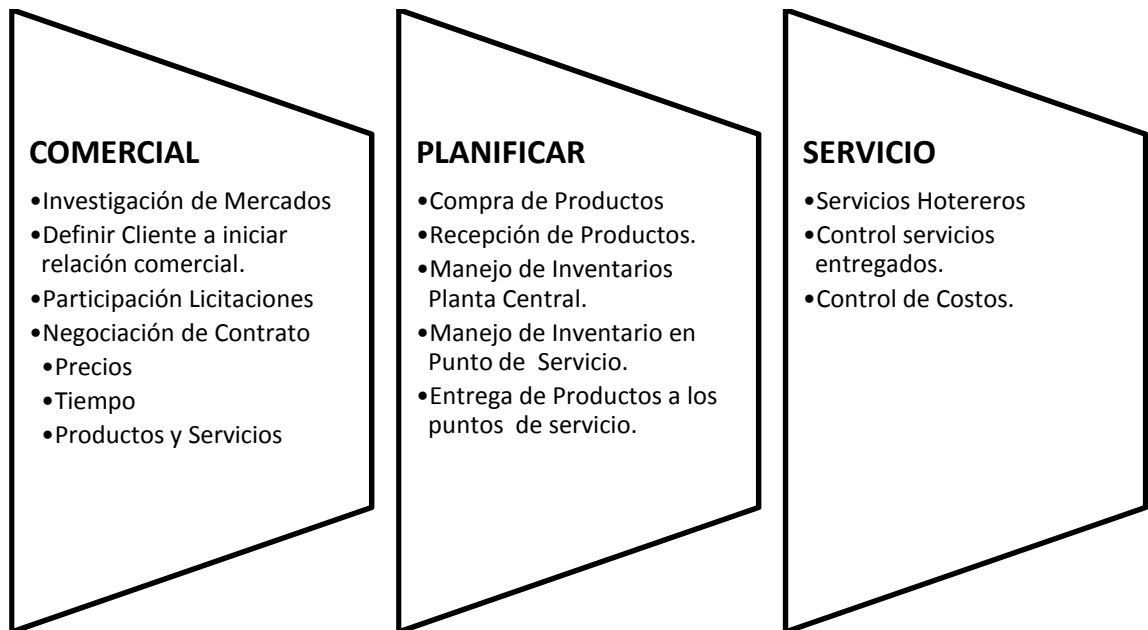 COMERCIAL
•Investigación de Mercados
•Definir Cliente a iniciar
relación comercial.
•Participación Licitaciones
•Negociación de Contrato
•Precios
•Tiempo
•Productos y Servicios
PLANIFICAR
•Compra de Productos
•Recepción de Productos.
•Manejo de Inventarios
Planta Central.
•Manejo de Inventario en
Punto de Servicio.
•Entrega de Productos a los
puntos de servicio.
SERVICIO
•Servicios Hotereros
•Control servicios
entregados.
•Control de Costos.